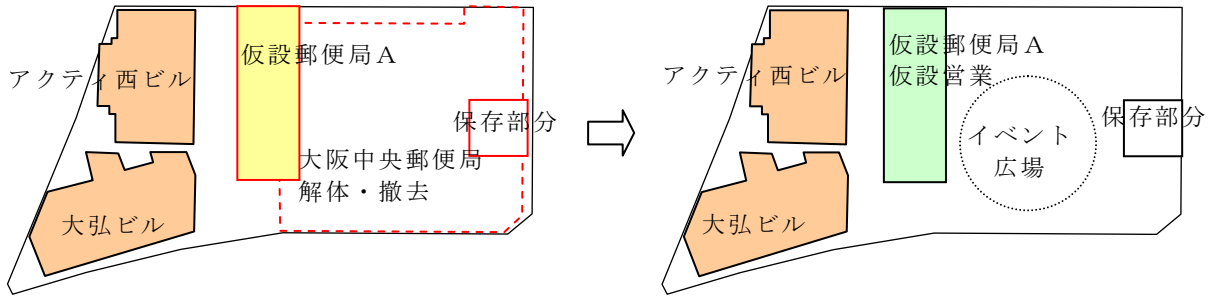 仮設郵便局A
アクティ西ビル
保存部分
大阪中央郵便局
解体・撤去
大弘ビル
仮設郵便局A
仮設営業
アクティ西ビル
保存部分
イベント
広場
大弘ビル